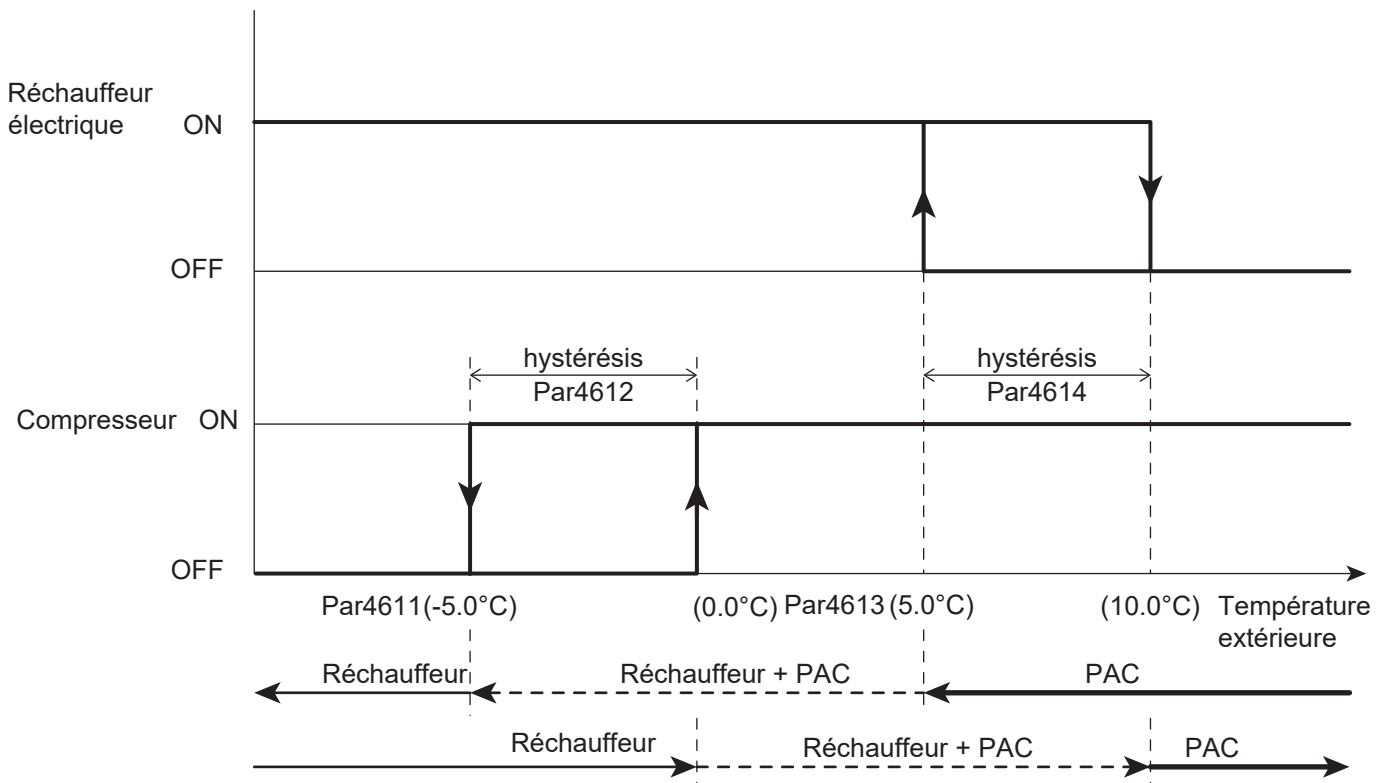 Réchauffeur
électrique
ON
OFF
hystérésis
Par4612
hystérésis
Par4614
Compresseur ON
OFF
Par4611(-5.0°C)
(0.0°C) Par4613 (5.0°C)
(10.0°C)
Température
extérieure
Réchauffeur
Réchauffeur + PAC
PAC
Réchauffeur
Réchauffeur + PAC
PAC